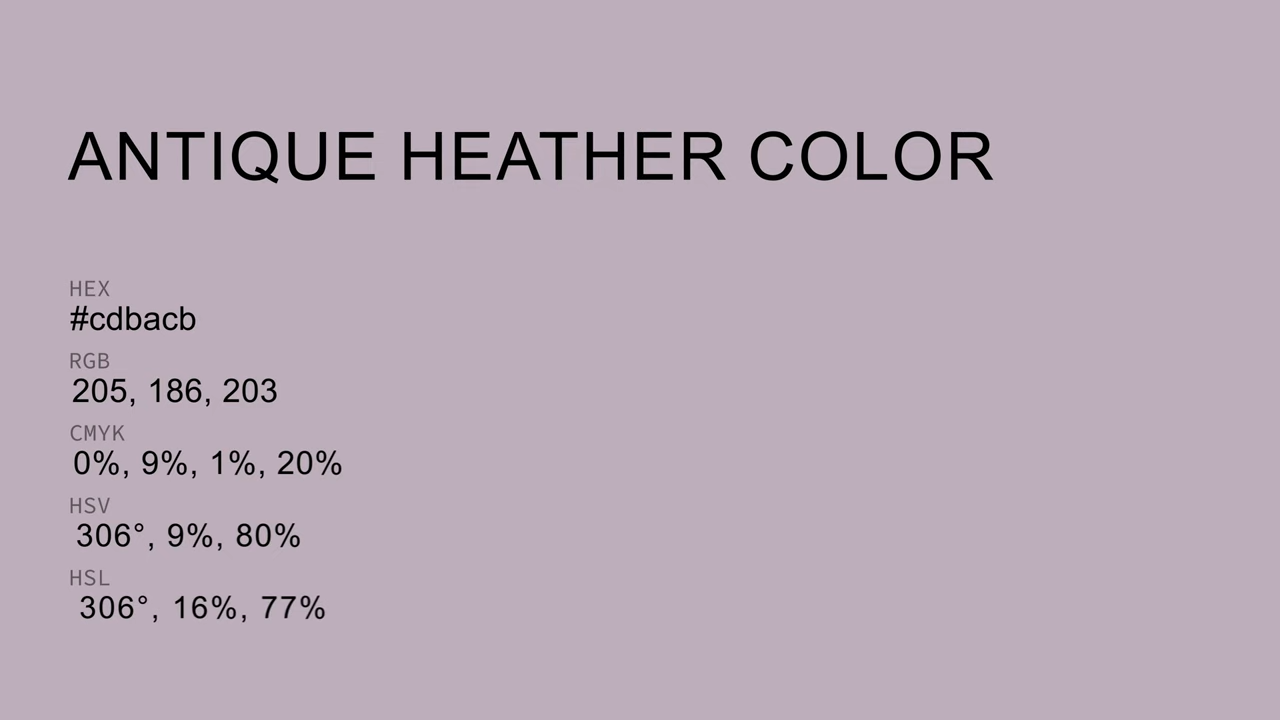 ANTIQUE HEATHER COLOR
HEX
#cdbacb
RGB
205, 186, 203
CMYK
0%, 9%, 1%, 20%
HSV
306°, 9%, 80%
HSL
306°, 16%, 77%